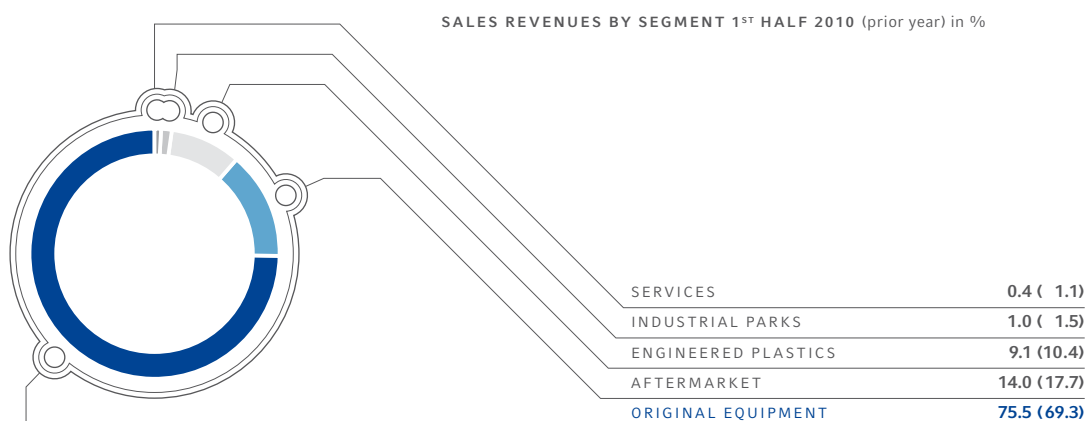 SALES REVENUES BY SEGMENT 1ST HALF 2010 (prior year) in %
SERVICES 0.4 ( 1.1)
INDUSTRIAL PARKS 1.0 ( 1.5)
ENGINEERED PLASTICS 9.1 (10.4)
AFTERMARKET 14.0 (17.7)
ORIGINAL EQUIPMENT 75.5 (69.3)